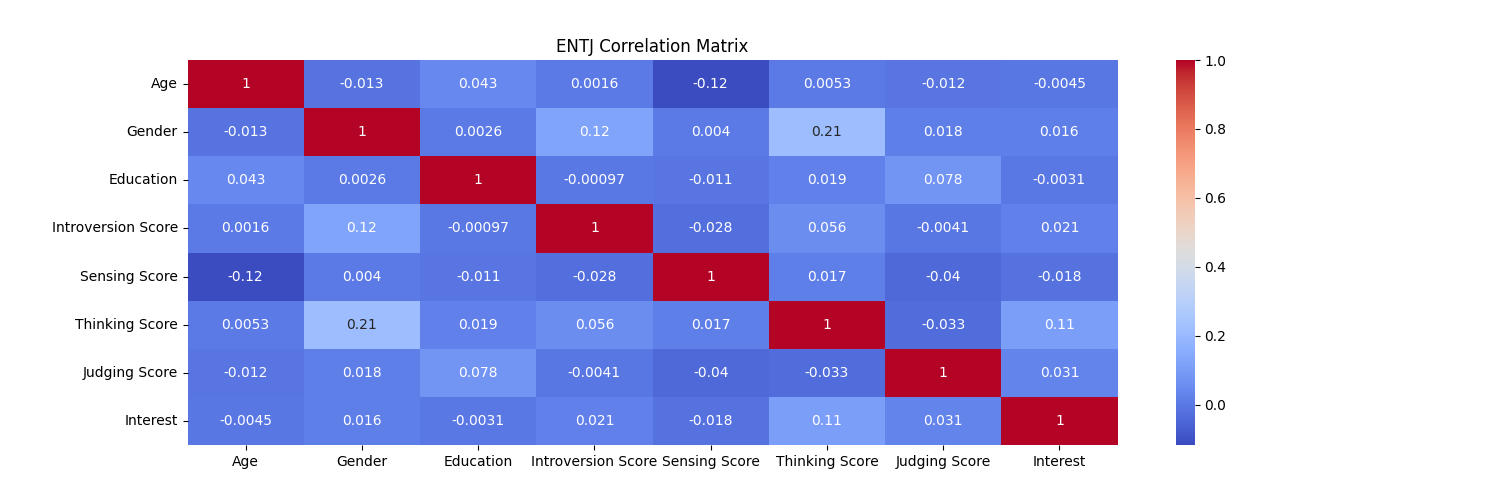 ENTJ Correlation Matrix
Age 1 -0.013 0.043 0.0016 -0.12 0.0053 -0.012 -0.0045
Gender -0.013 1 0.0026 0.12 0.004 0.21 0.018 0.016
Education 0.043 0.0026 1 -0.00097 -0.011 0.019 0.078 -0.0031
Introversion Score 0.0016 0.12 -0.00097 1 -0.028 0.056 -0.0041 0.021
Sensing Score -0.12 0.004 -0.011 -0.028 1 0.017 -0.04 -0.018
Thinking Score 0.0053 0.21 0.019 0.056 0.017 1 -0.033 0.11
Judging Score -0.012 0.018 0.078 -0.0041 -0.04 -0.033 1 0.031
Interest -0.0045 0.016 -0.0031 0.021 -0.018 0.11 0.031 1
Age Gender Education Introversion Score Sensing Score Thinking Score Judging Score Interest
1.0
0.8
0.6
0.4
0.2
0.0